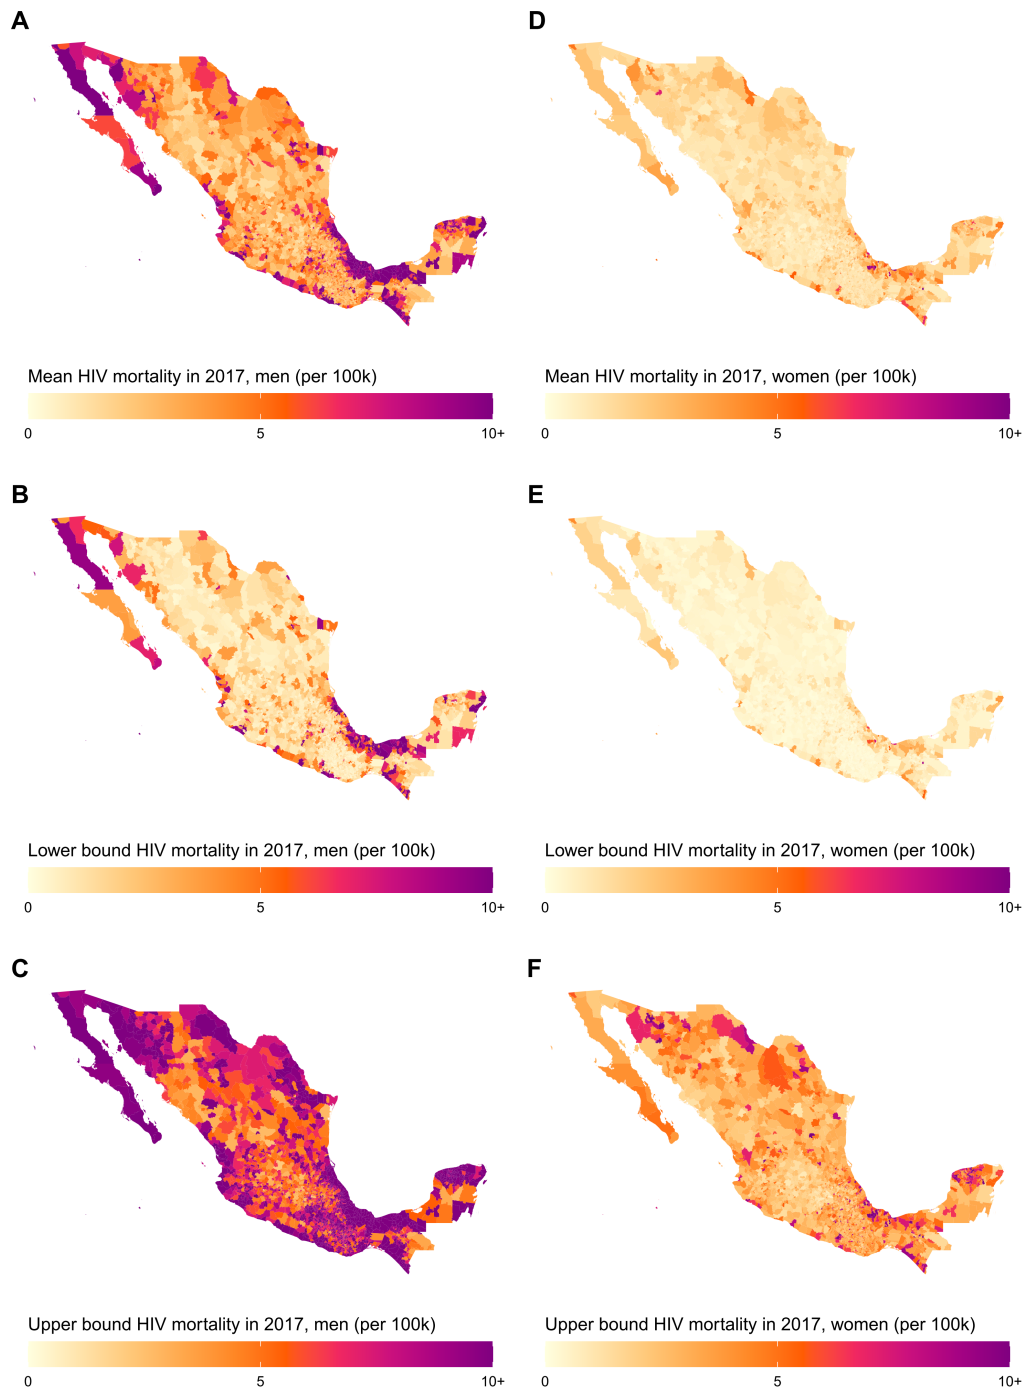 A
D
Mean HIV mortality in 2017, men (per 100k)
0 5 10+
Mean HIV mortality in 2017, women (per 100k)
0 5 10+
B
E
Lower bound HIV mortality in 2017, men (per 100k)
0 5 10+
Lower bound HIV mortality in 2017, women (per 100k)
0 5 10+
C
F
Upper bound HIV mortality in 2017, men (per 100k)
0 5 10+
Upper bound HIV mortality in 2017, women (per 100k)
0 5 10+